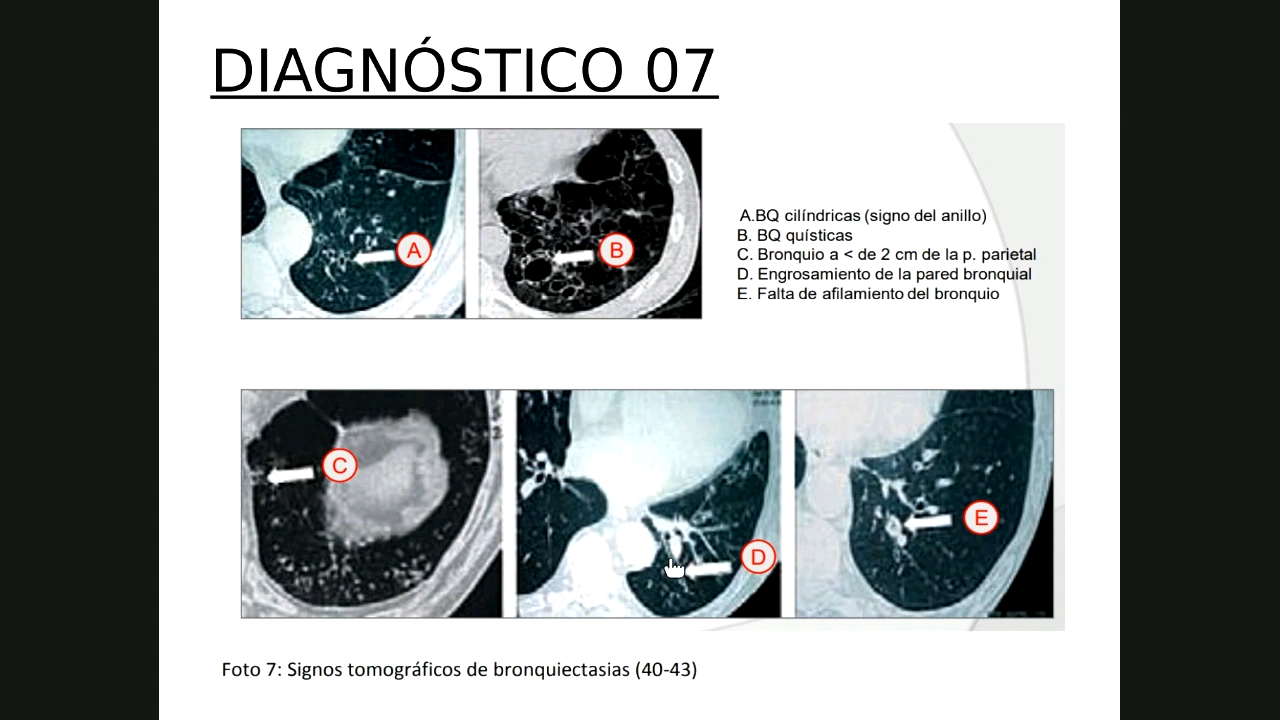 DIAGNÓSTICO 07
A
B
A.BQ cilíndricas (signo del anillo)
B. BQ quísticas
C. Bronquio a < de 2 cm de la p. parietal
D. Engrosamiento de la pared bronquial
E. Falta de afilamiento del bronquio
C
D
E
Foto 7: Signos tomográficos de bronquiectasias (40-43)